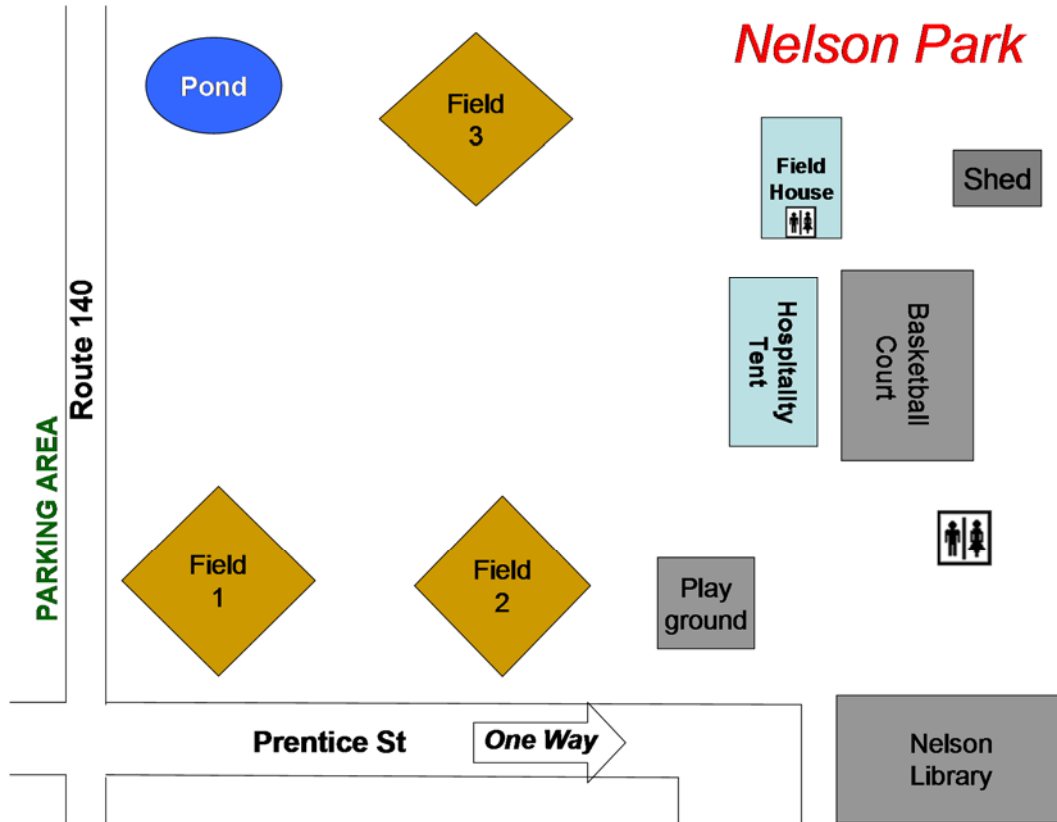 Nelson Park
Pond
Field
3
Field
House
Shed
Route 140
PARKING AREA
Hospitality
Tent
Basketball
Court
Field
1
Field
2
Play
ground
Prentice St
One Way
Nelson
Library